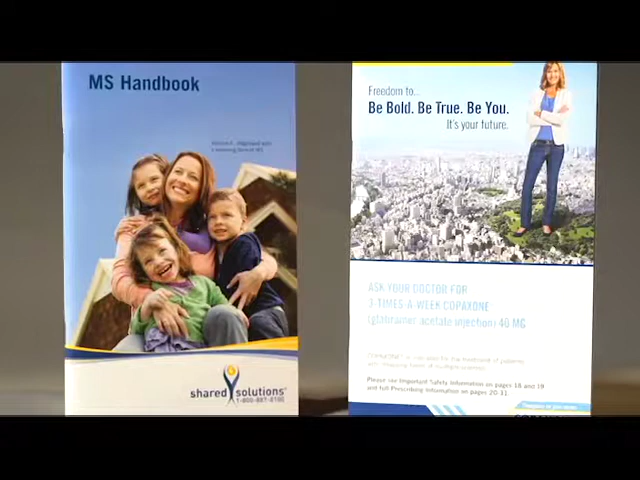 MS Handbook
shared solutions®
1-800-887-8100
Freedom to...
Be Bold. Be True. Be You.
It's your future.
ASK YOUR DOCTOR FOR
3-TIMES-A-WEEK COPAXONE
(glatiramer acetate injection) 40 MG
Please see Important Safety Information on pages 18 and 19
and full Prescribing Information on pages 20-31